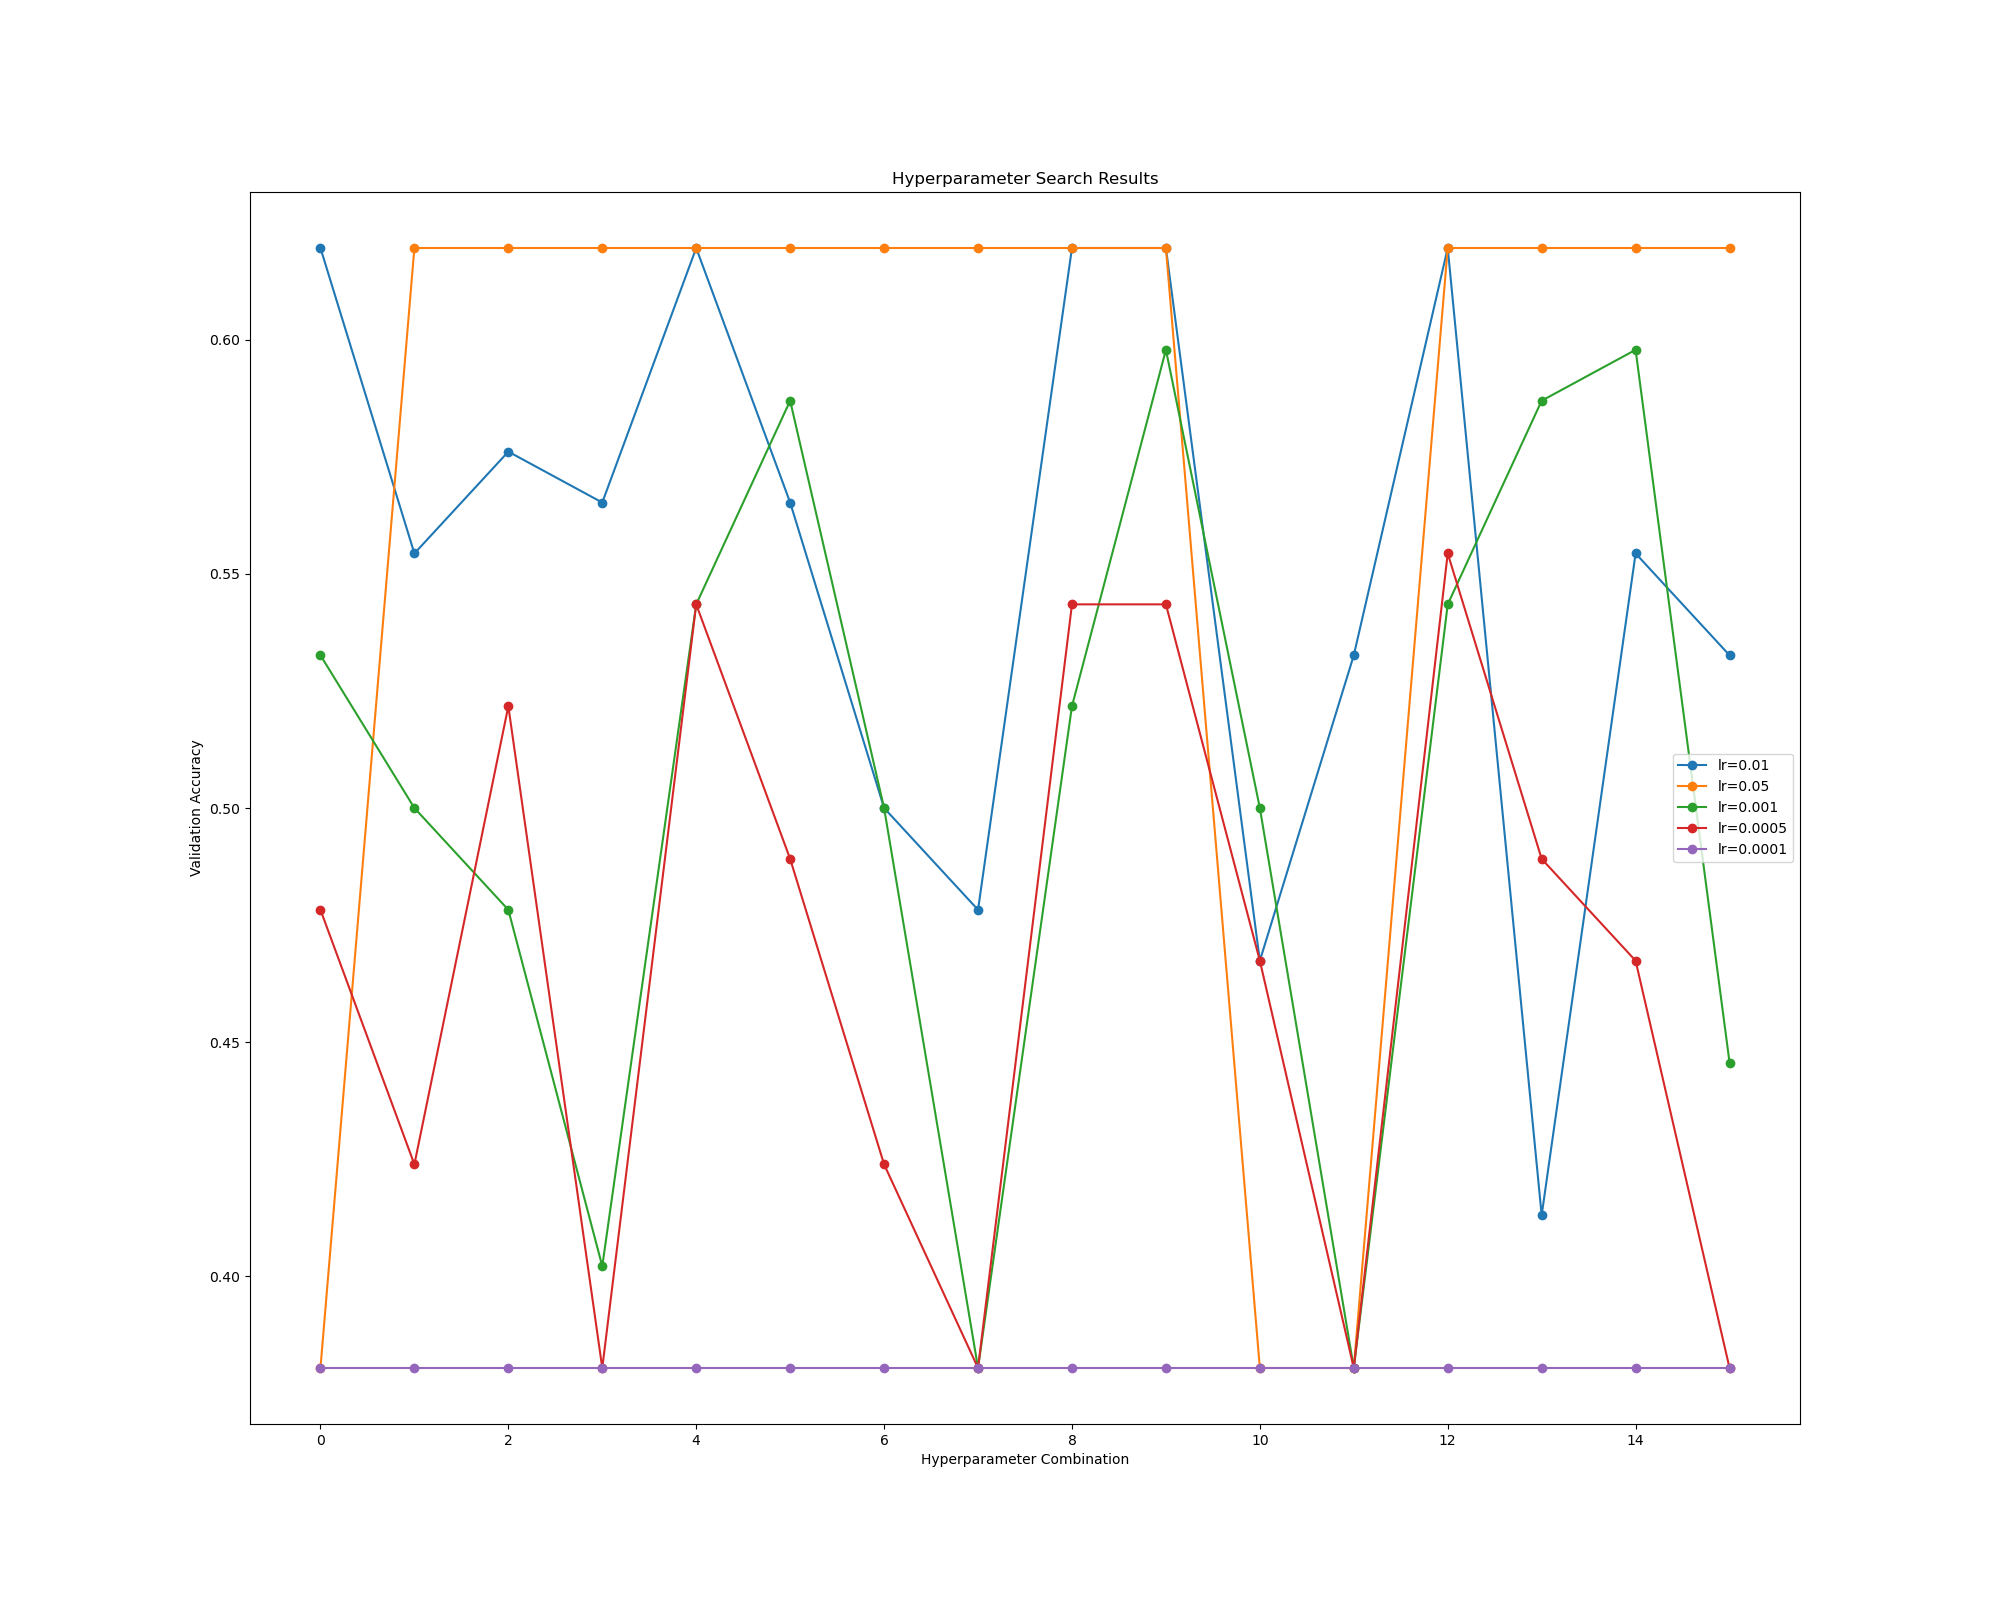 Hyperparameter Search Results
0.60
0.55
0.50
0.45
0.40
Validation Accuracy
lr=0.01
lr=0.05
lr=0.001
lr=0.0005
lr=0.0001
0 2 4 6 8 10 12 14
Hyperparameter Combination